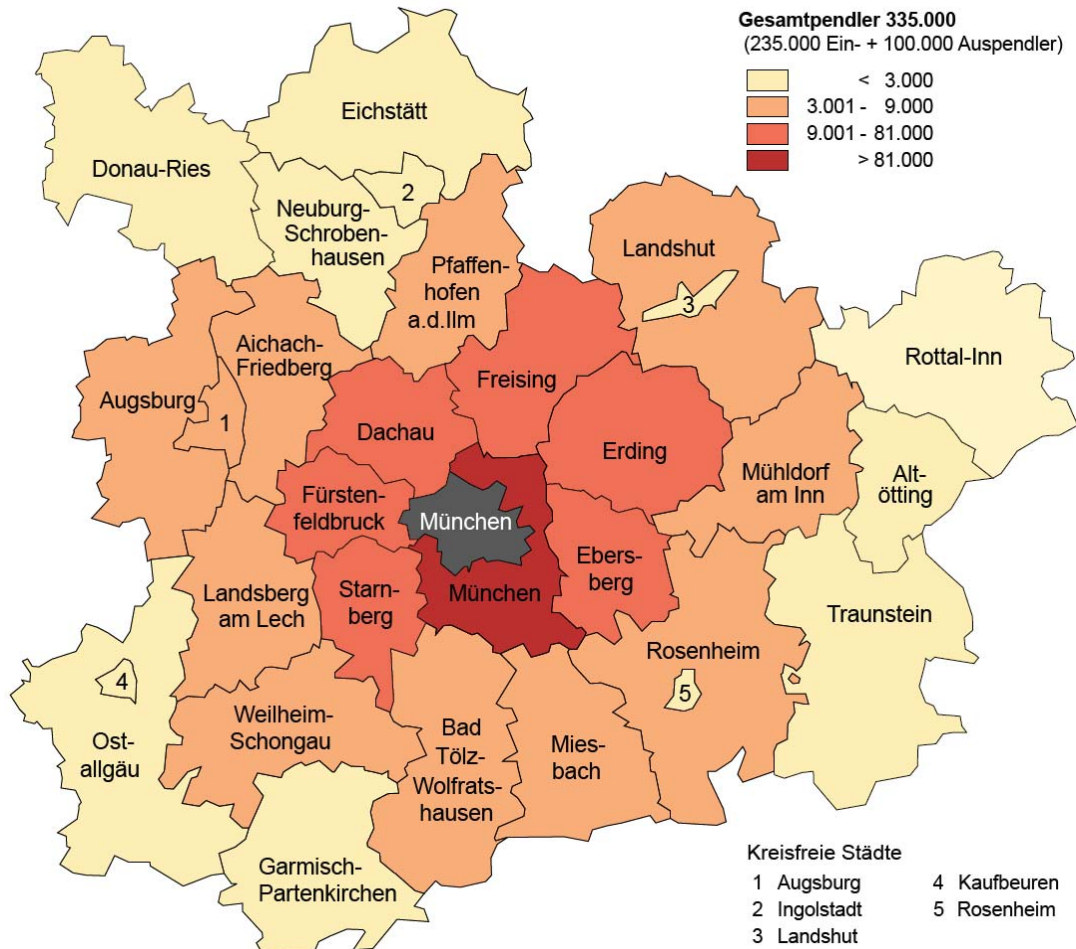 Gesamtpendler 335.000
(235.000 Ein- + 100.000 Auspendler)
< 3.000
3.001 - 9.000
9.001 - 81.000
> 81.000
Eichstätt
Donau-Ries
2
Neuburg-
Schroben-
hausen
Pfaffen-
hofen
a.d.Ilm
Landshut
3
Rottal-Inn
Aichach-
Friedberg
Augsburg
1
Freising
Dachau
Erding
Mühldorf
am Inn
Alt-
ötting
Fürsten-
feldbruck
München
Ebers-
berg
Landsberg
am Lech
Starn-
berg
München
Traunstein
Rosenheim
5
4
Ost-
allgäu
Weilheim-
Schongau
Bad
Tölz-
Wolfrats-
hausen
Mies-
bach
Garmisch-
Partenkirchen
Kreisfreie Städte
1 Augsburg
2 Ingolstadt
3 Landshut
4 Kaufbeuren
5 Rosenheim